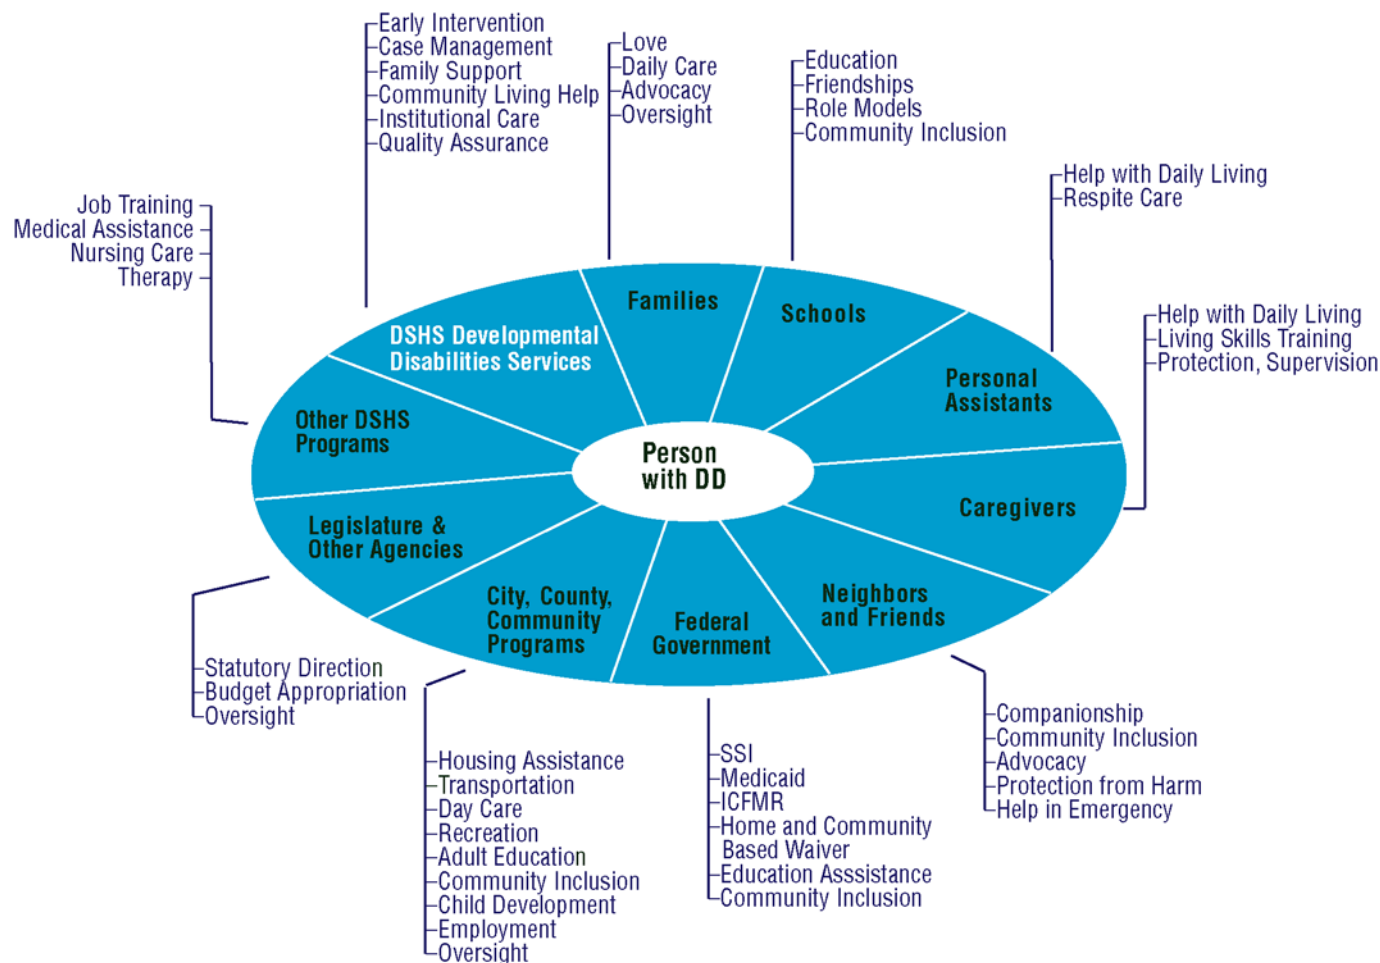 Early Intervention
Case Management
Family Support
Community Living Help
Institutional Care
Quality Assurance
Love
Daily Care
Advocacy
Oversight
Education
Friendships
Role Models
Community Inclusion
Help with Daily Living
Respite Care
Job Training
Medical Assistance
Nursing Care
Therapy
Help with Daily Living
Living Skills Training
Protection, Supervision
DSHS Developmental
Disabilities Services
Families
Schools
Personal
Assistants
Other DSHS
Programs
Person
with DD
Caregivers
Legislature &
Other Agencies
City, County,
Community
Programs
Federal
Government
Neighbors
and Friends
Statutory Direction
Budget Appropriation
Oversight
Housing Assistance
Transportation
Day Care
Recreation
Adult Education
Community Inclusion
Child Development
Employment
Oversight
SSI
Medicaid
ICFMR
Home and Community
Based Waiver
Education Asssistance
Community Inclusion
Companionship
Community Inclusion
Advocacy
Protection from Harm
Help in Emergency